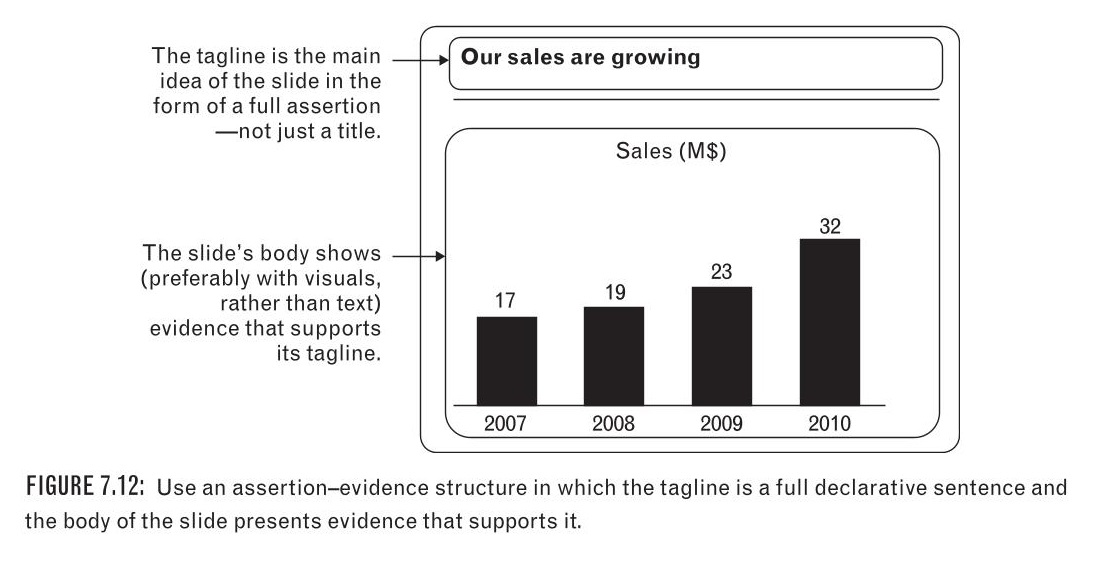 The tagline is the main
idea of the slide in the
form of a full assertion
—not just a title.
Our sales are growing
The slide’s body shows
(preferably with visuals,
rather than text)
evidence that supports
its tagline.
Sales (M$)
17
19
23
32
2007
2008
2009
2010
FIGURE 7.12: Use an assertion–evidence structure in which the tagline is a full declarative sentence and
the body of the slide presents evidence that supports it.